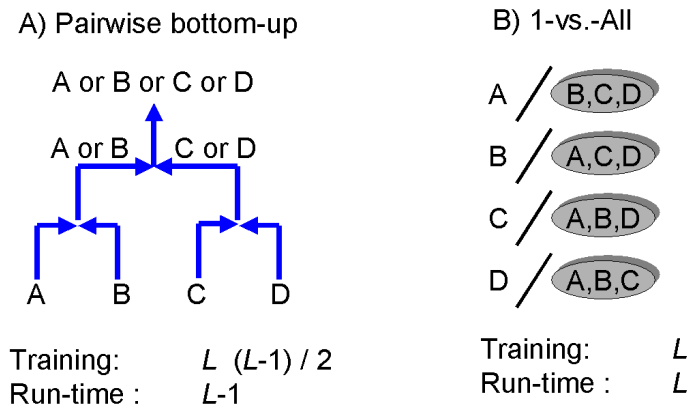 A) Pairwise bottom-up
A or B or C or D
A or B C or D
A B C D
Training: L (L-1) / 2
Run-time : L-1
B) 1-vs.-All
A / B,C,D
B / A,C,D
C / A,B,D
D / A,B,C
Training: L
Run-time : L